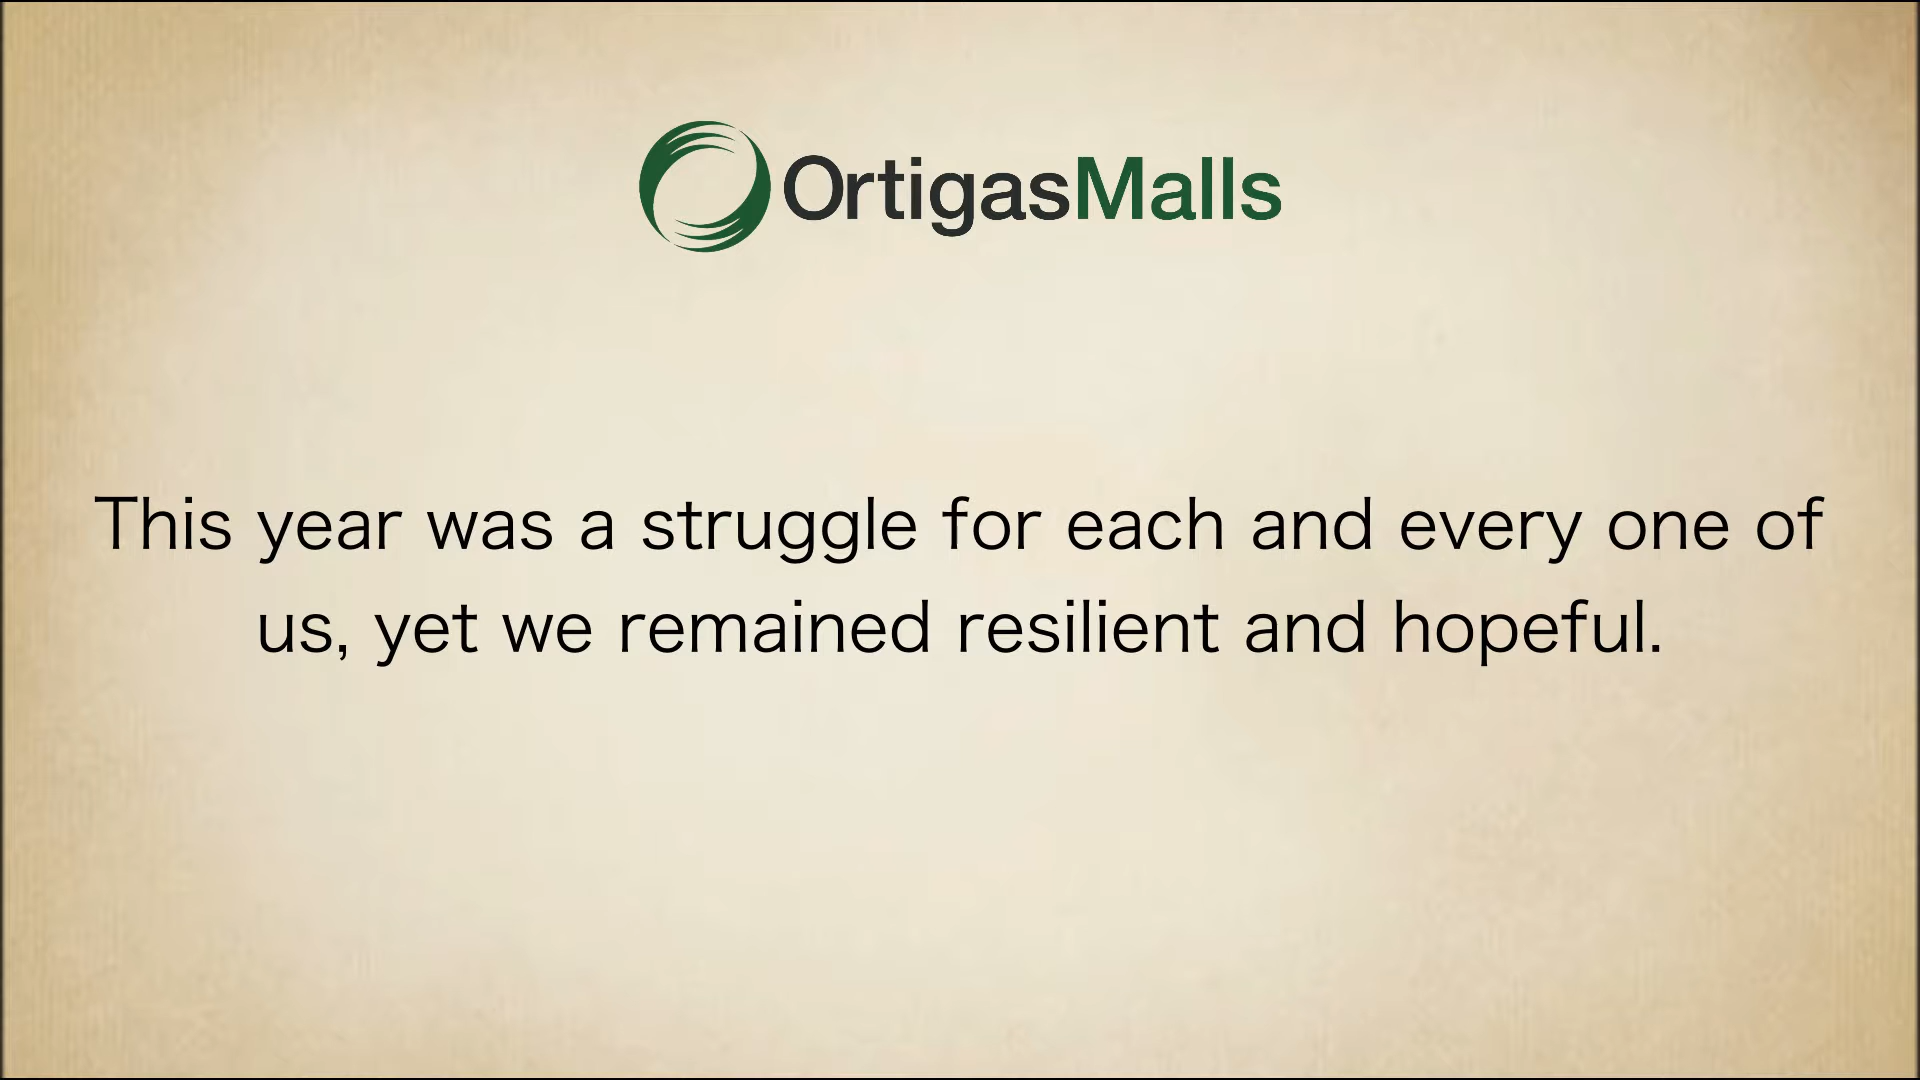 OrtigasMalls
This year was a struggle for each and every one of
us, yet we remained resilient and hopeful.